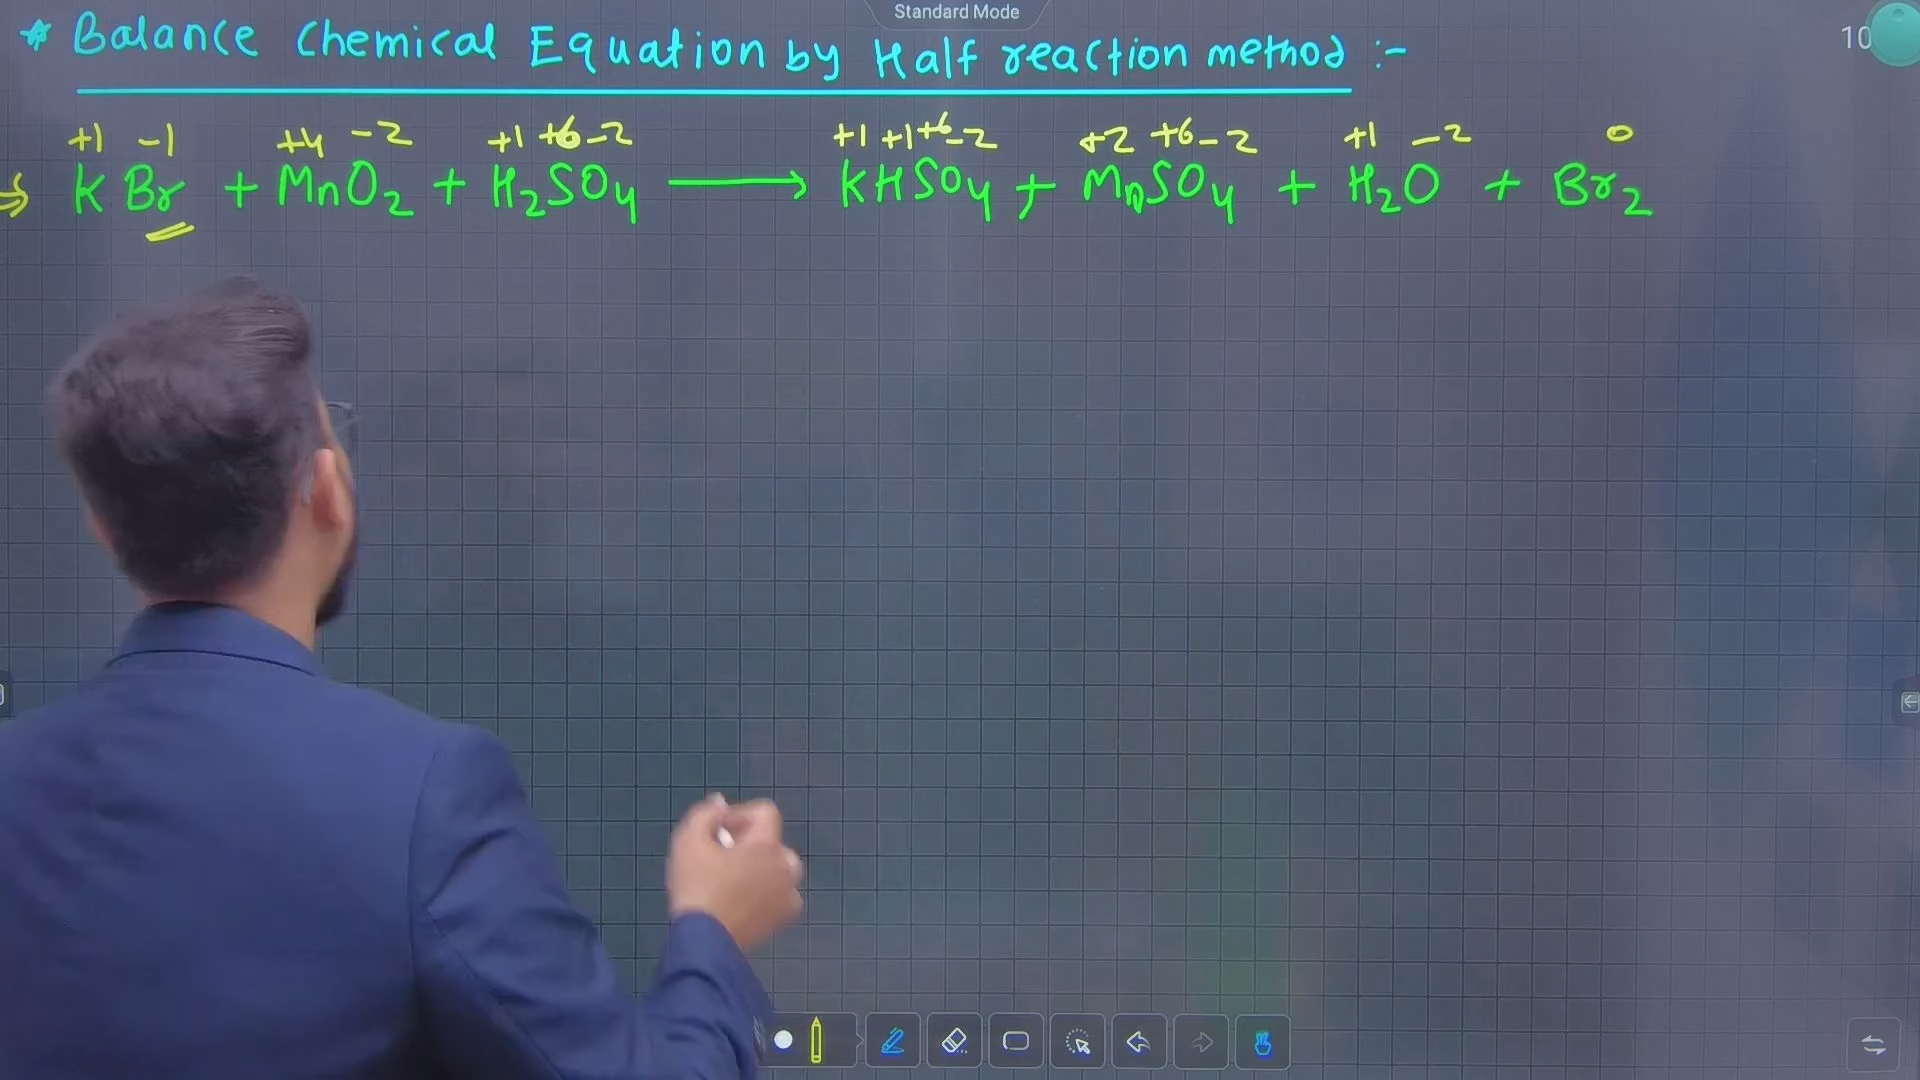 Standard Mode
10
* Balance Chemical Equation by Half reaction method :-
+1 -1 +4 -2 +1 +6 -2 +1 +1 +6 -2 +2 +6 -2 +1 -2 0
⇒ K Br + MnO₂ + H₂SO₄ ⟶ KHSO₄ + MnSO₄ + H₂O + Br₂